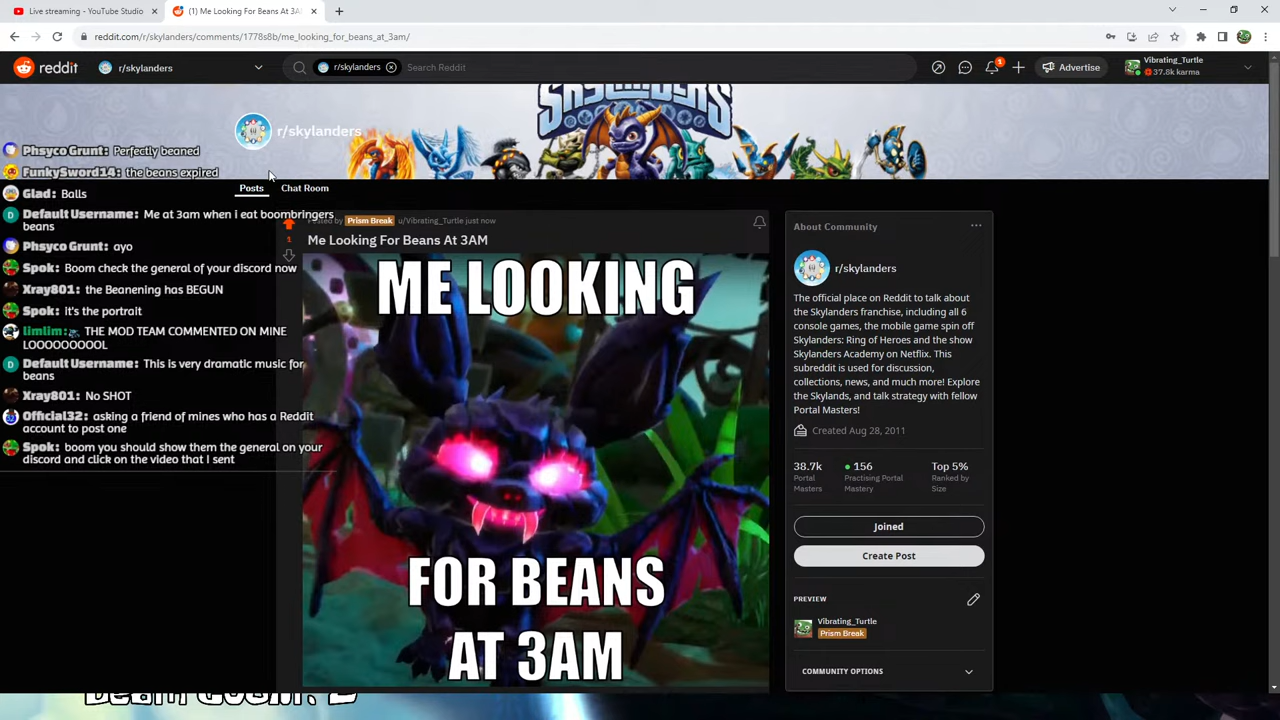 Live streaming - YouTube Studio
(1) Me Looking For Beans At 3AM
reddit.com/r/skylanders/comments/1778s8b/me_looking_for_beans_at_3am/
reddit
r/skylanders
r/skylanders
Search Reddit
1
Advertise
Vibrating_Turtle
37.8k karma
SKYLANDERS
r/skylanders
Posts
Chat Room
Phsyco Grunt: Perfectly beaned
FunkySword14: the beans expired
Glad: Balls
Default Username: Me at 3am when i eat boombringers
beans
Phsyco Grunt: ayo
Spok: Boom check the general of your discord now
Xray801: the Beanening has BEGUN
Spok: it's the portrait
limlim: THE MOD TEAM COMMENTED ON MINE
LOOOOOOOOL
Default Username: This is very dramatic music for
beans
Xray801: No SHOT
Official32: asking a friend of mines who has a Reddit
account to post one
Spok: boom you should show them the general on your
discord and click on the video that I sent
Posted by Prism Break u/Vibrating_Turtle just now
1
Me Looking For Beans At 3AM
ME LOOKING
FOR BEANS
AT 3AM
About Community
r/skylanders
The official place on Reddit to talk about
the Skylanders franchise, including all 6
console games, the mobile game spin off
Skylanders: Ring of Heroes and the show
Skylanders Academy on Netflix. This
subreddit is used for discussion,
collections, news, and much more! Explore
the Skylands, and talk strategy with fellow
Portal Masters!
Created Aug 28, 2011
38.7k
Portal
Masters
156
Practising Portal
Mastery
Top 5%
Ranked by
Size
Joined
Create Post
PREVIEW
Vibrating_Turtle
Prism Break
COMMUNITY OPTIONS